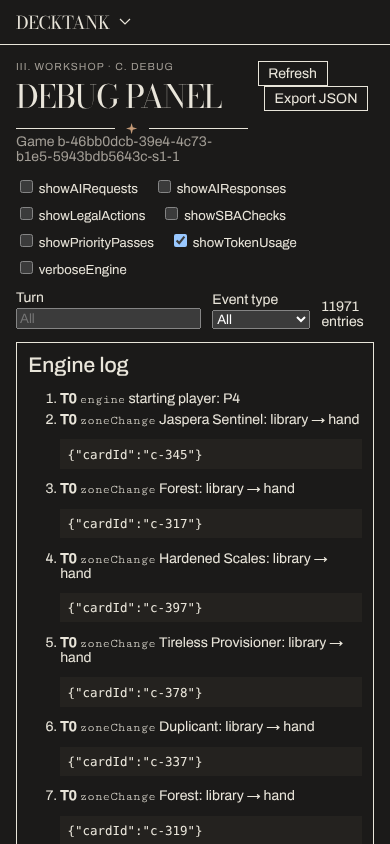 DECKTANK
III. WORKSHOP · C. DEBUG
DEBUG PANEL
Refresh
Export JSON
Game b-46bb0dcb-39e4-4c73-
b1e5-5943bdb5643c-s1-1
showAIRequests showAIResponses
showLegalActions showSBAChecks
showPriorityPasses showTokenUsage
verboseEngine
Turn
All
Event type
All
11971
entries
Engine log
1. T0 engine starting player: P4
2. T0 zoneChange Jaspera Sentinel: library → hand
{"cardId":"c-345"}
3. T0 zoneChange Forest: library → hand
{"cardId":"c-317"}
4. T0 zoneChange Hardened Scales: library →
hand
{"cardId":"c-397"}
5. T0 zoneChange Tireless Provisioner: library →
hand
{"cardId":"c-378"}
6. T0 zoneChange Duplicant: library → hand
{"cardId":"c-337"}
7. T0 zoneChange Forest: library → hand
{"cardId":"c-319"}